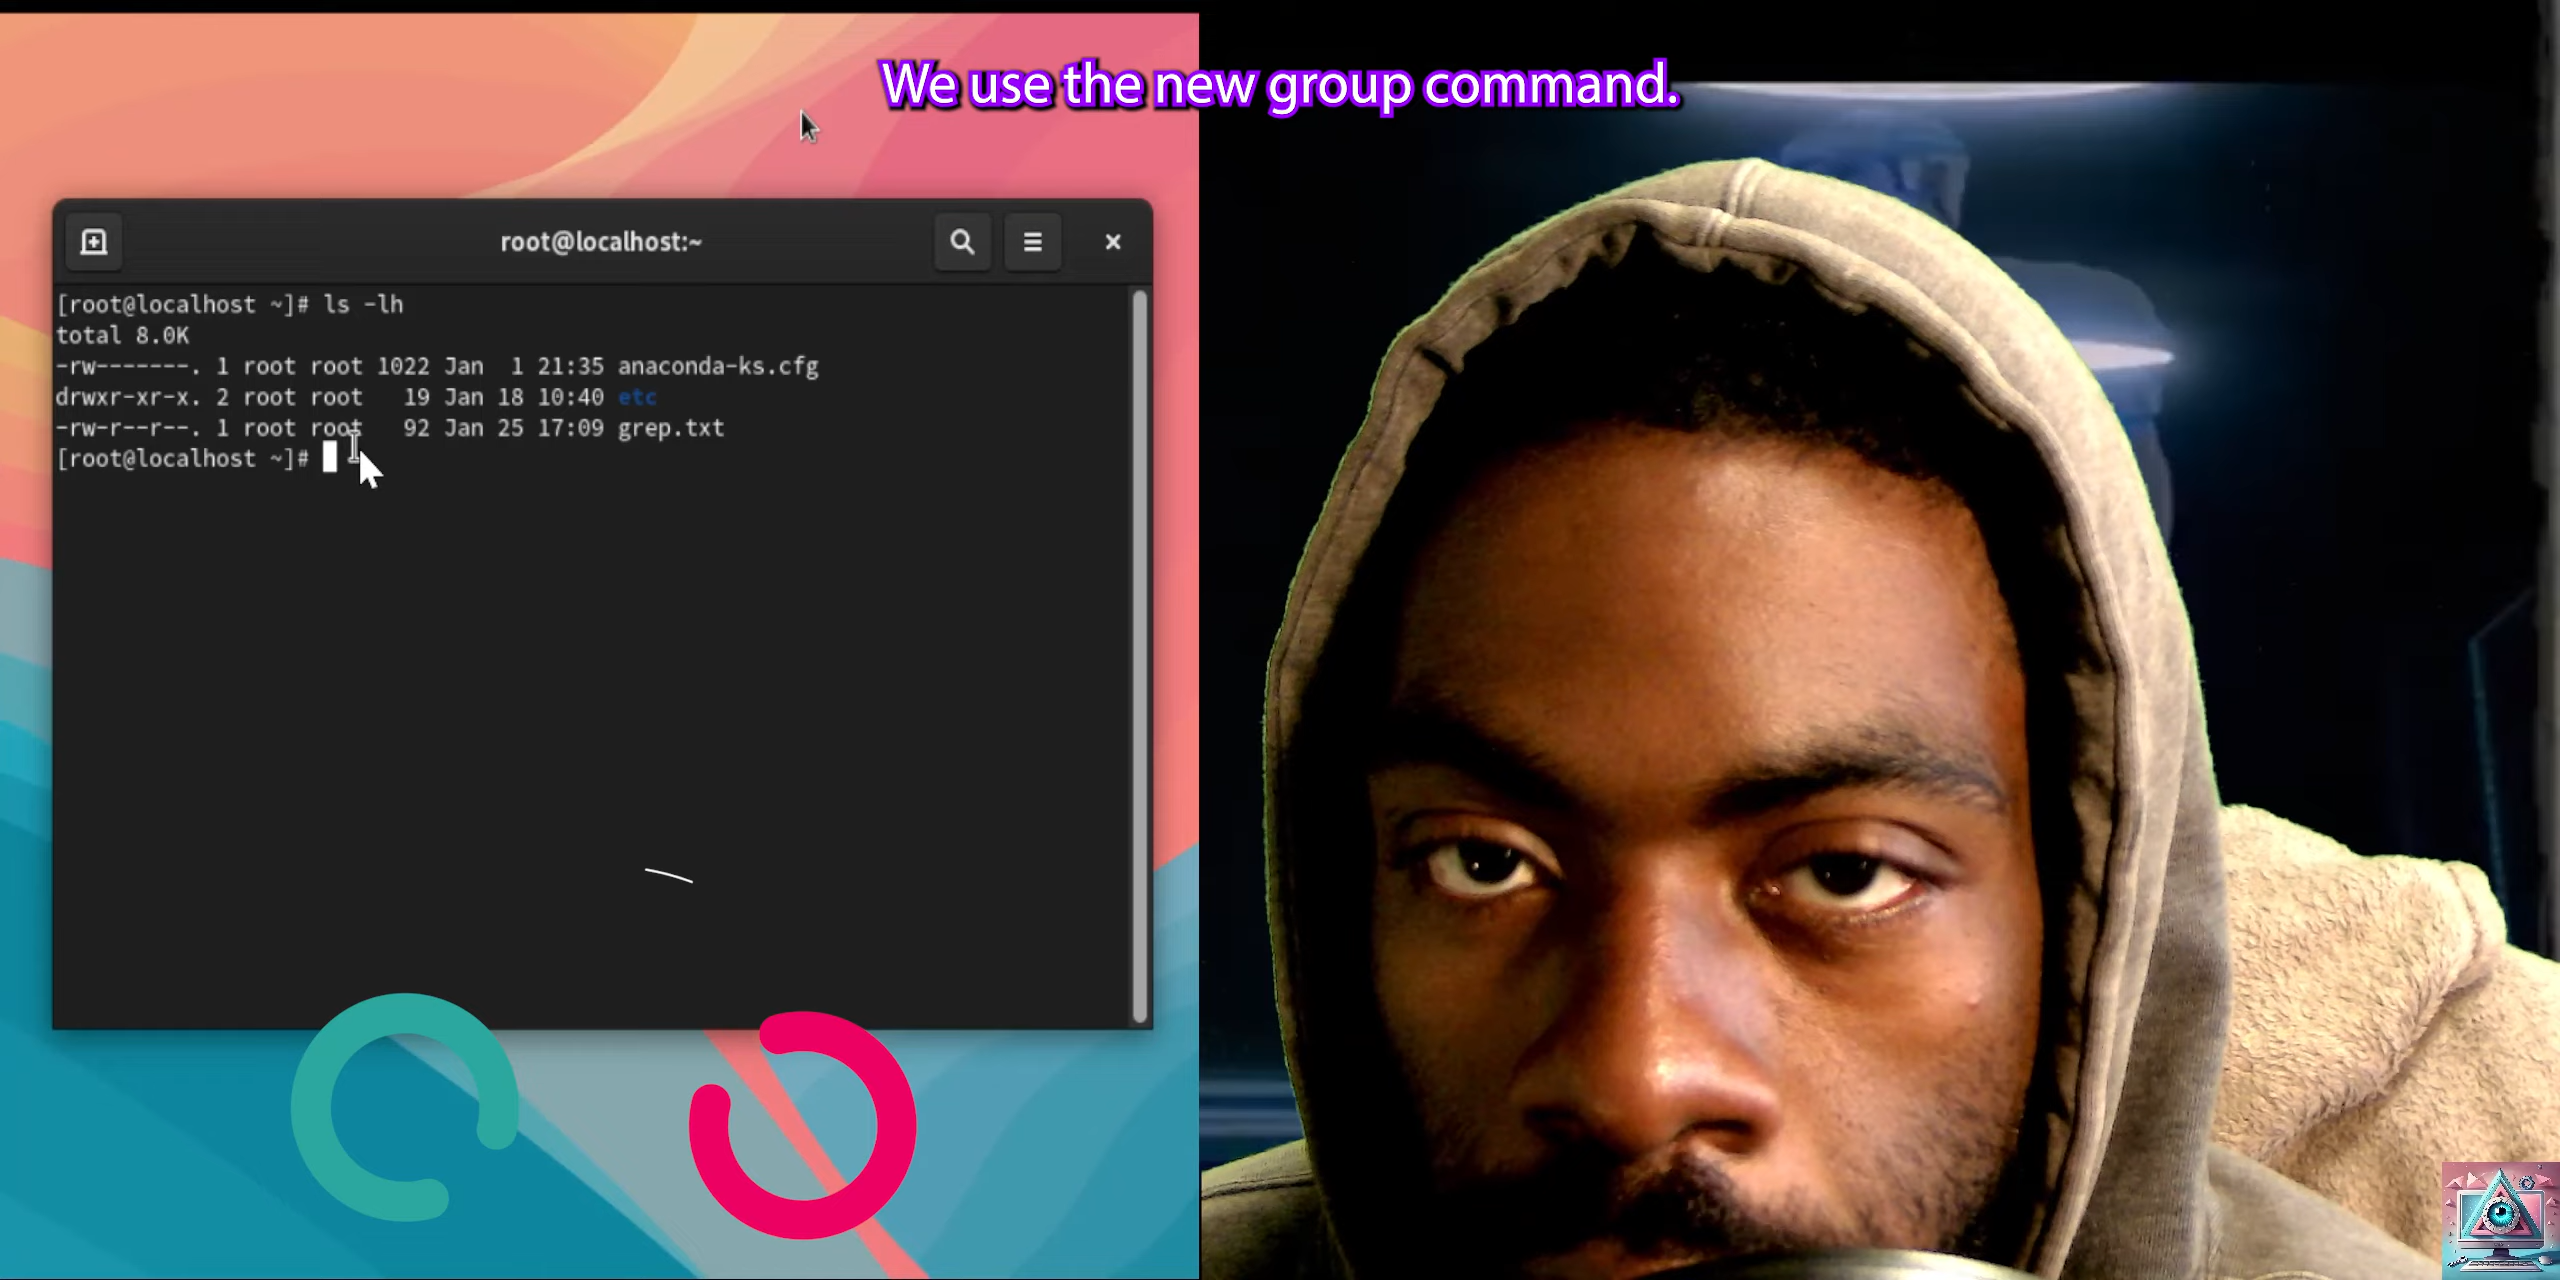 We use the new group command.
root@localhost:~
[root@localhost ~]# ls -lh
total 8.0K
-rw-------. 1 root root 1022 Jan  1 21:35 anaconda-ks.cfg
drwxr-xr-x. 2 root root   19 Jan 18 10:40 etc
-rw-r--r--. 1 root root   92 Jan 25 17:09 grep.txt
[root@localhost ~]#